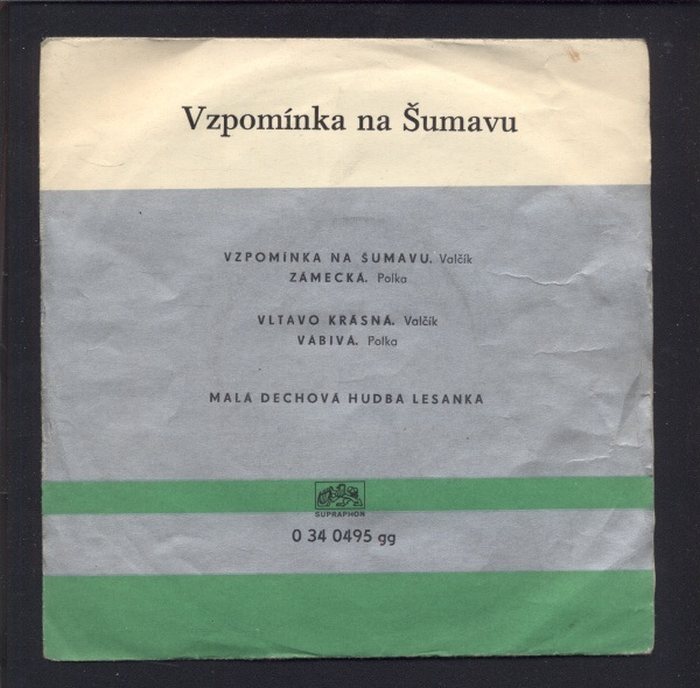 Vzpomínka na Šumavu
VZPOMÍNKA NA ŠUMAVU. Valčík
ZÁMECKÁ. Polka
VLTAVO KRÁSNÁ. Valčík
VÁBIVÁ. Polka
MALÁ DECHOVÁ HUDBA LESANKA
SUPRAPHON
0 34 0495 gg